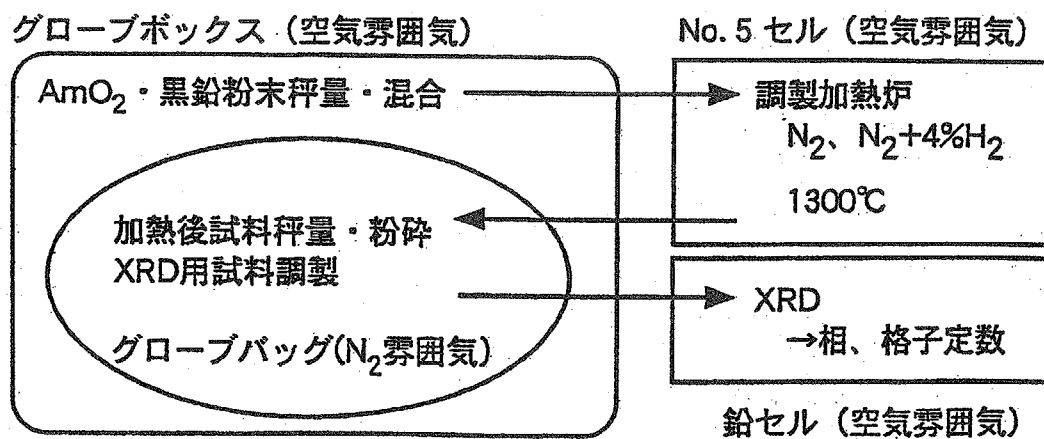 グローブボックス（空気雰囲気）
AmO2・黒鉛粉末秤量・混合
加熱後試料秤量・粉砕
XRD用試料調製
グローブバッグ(N2雰囲気)
No.5 セル（空気雰囲気）
調製加熱炉
N2、N2+4%H2
1300℃
XRD
→相、格子定数
鉛セル（空気雰囲気）